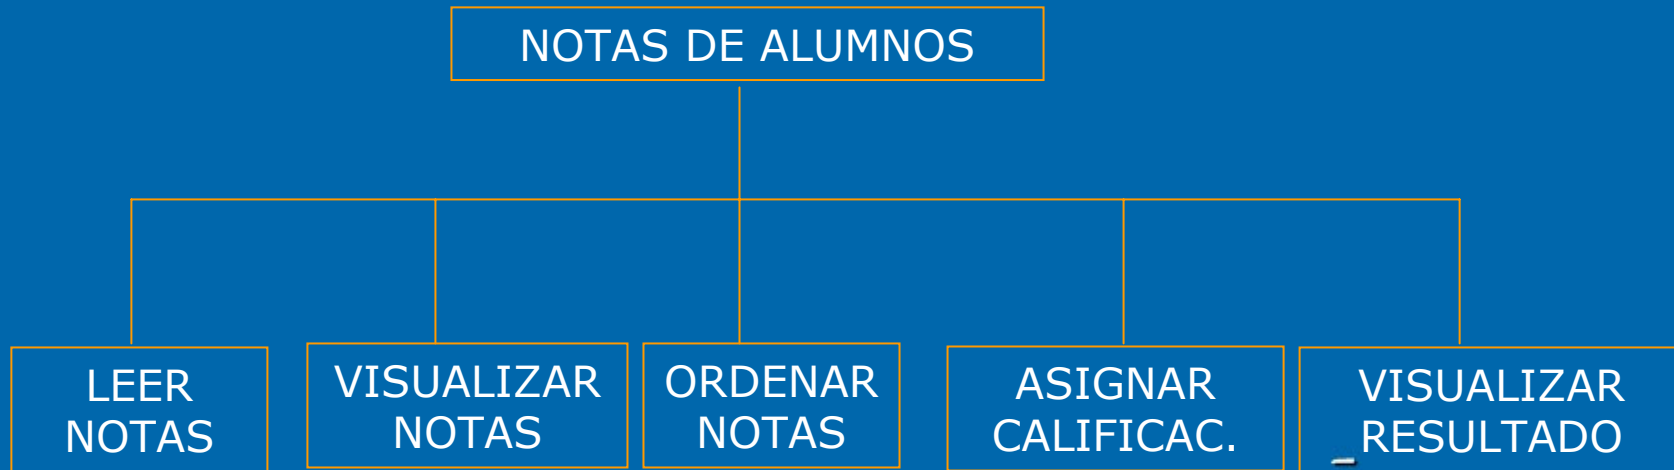 NOTAS DE ALUMNOS
LEER
NOTAS
VISUALIZAR
NOTAS
ORDENAR
NOTAS
ASIGNAR
CALIFICAC.
VISUALIZAR
RESULTADO